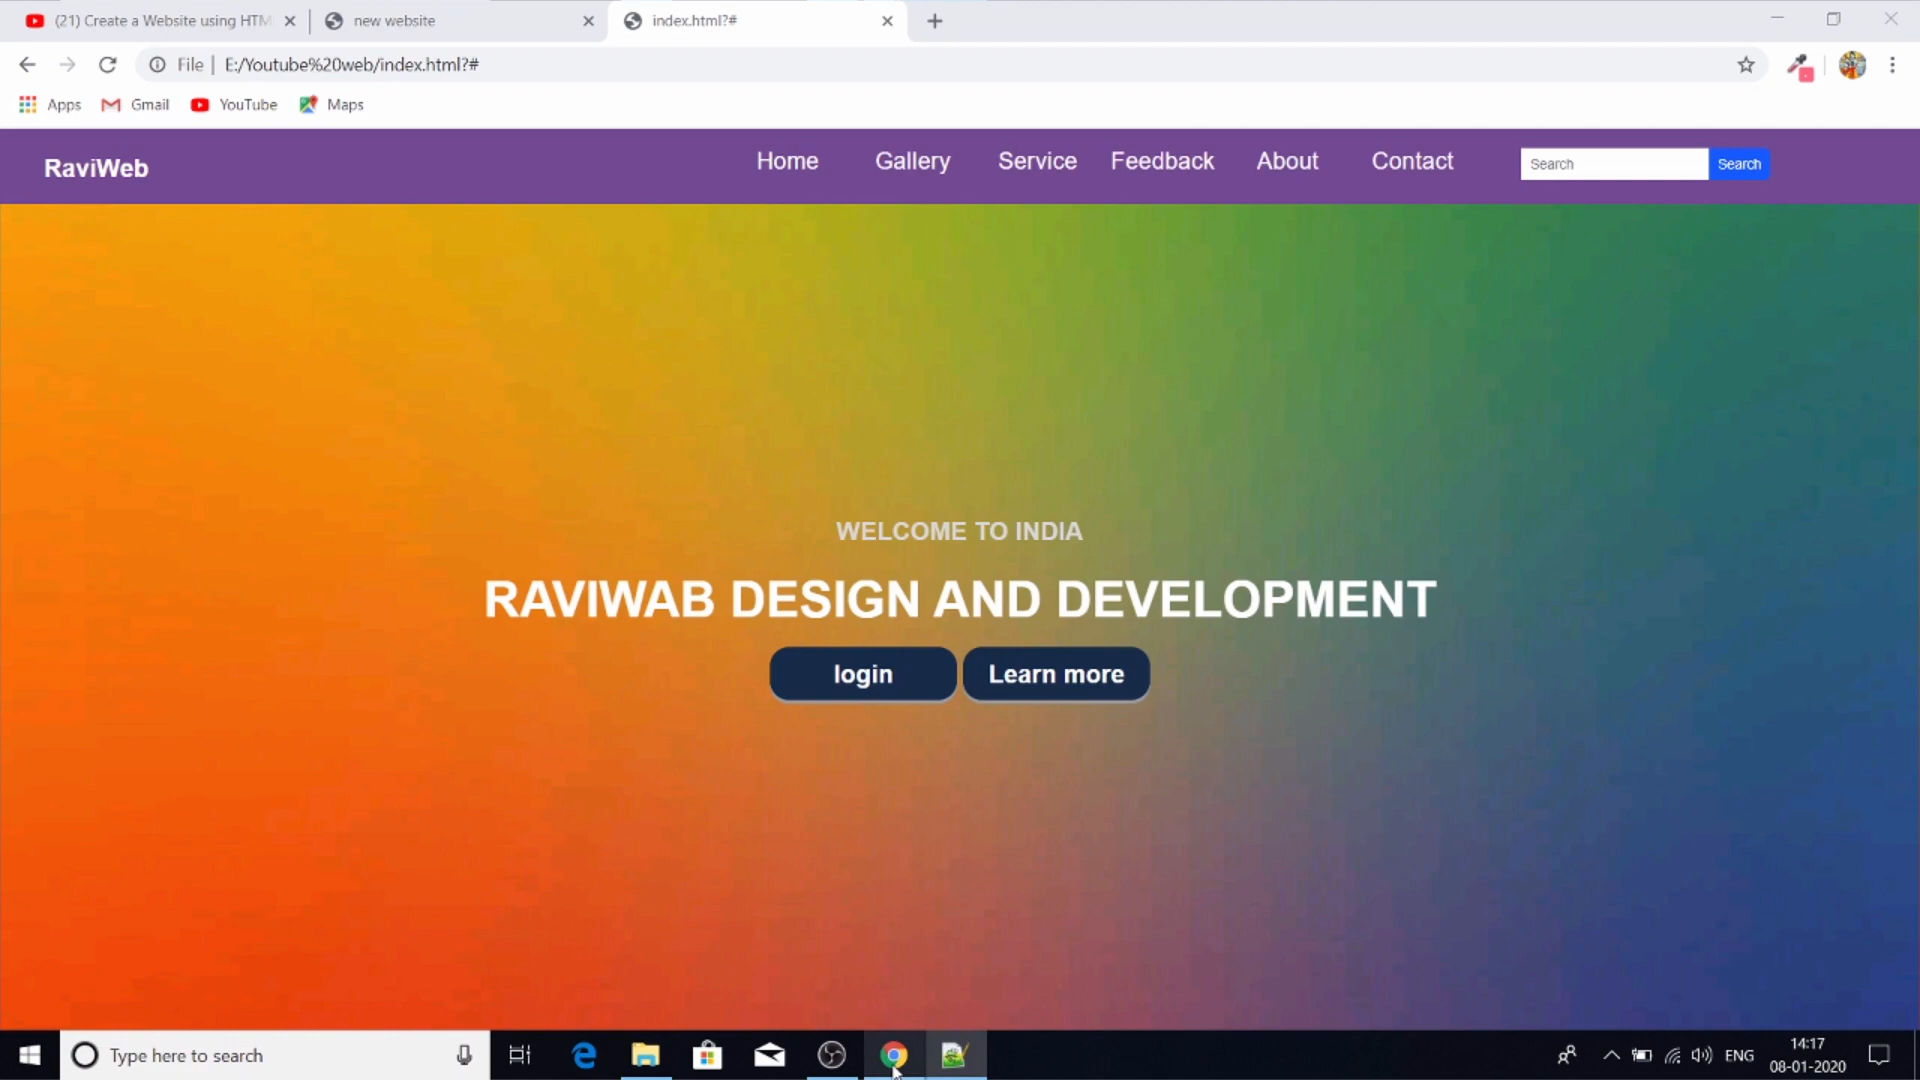 (21) Create a Website using HTM
new website
index.html?#
File | E:/Youtube%20web/index.html?#
Apps Gmail YouTube Maps
RaviWeb
Home Gallery Service Feedback About Contact
Search Search
WELCOME TO INDIA
RAVIWAB DESIGN AND DEVELOPMENT
login Learn more
Type here to search
ENG
14:17
08-01-2020